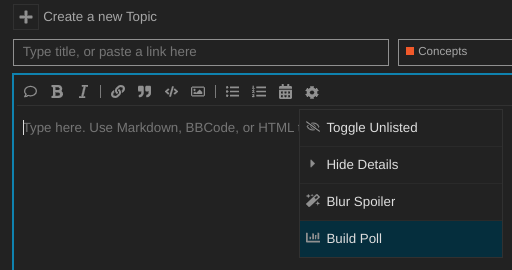 Create a new Topic
Type title, or paste a link here
Concepts
B I
Type here. Use Markdown, BBCode, or HTML
Toggle Unlisted
Hide Details
Blur Spoiler
Build Poll